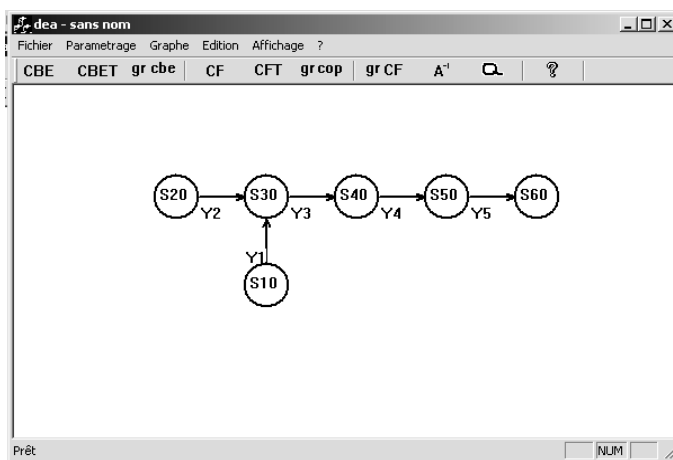 dea - sans nom
Fichier Parametrage Graphe Edition Affichage ?
CBE CBET gr cbe CF CFT gr cop gr CF A⁻¹
S20 S30 S40 S50 S60
Y2 Y3 Y4 Y5
Y1
S10
Prêt NUM